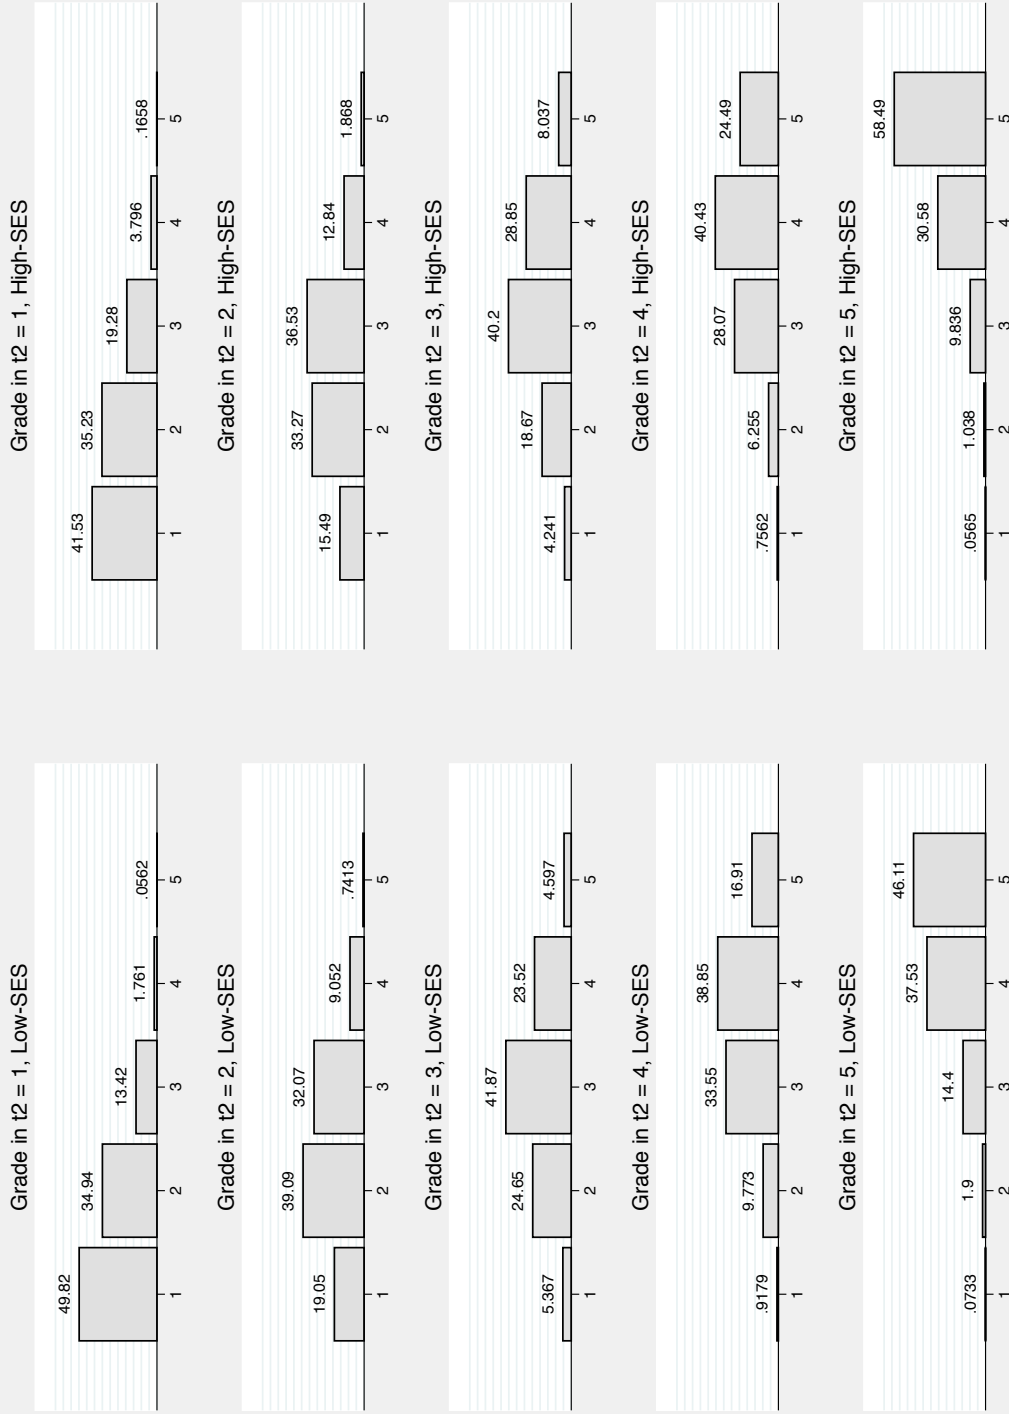 Grade in t2 = 1, Low-SES
49.82
34.94
13.42
1.761
.0562
1 2 3 4 5
Grade in t2 = 1, High-SES
41.53
35.23
19.28
3.796
.1658
1 2 3 4 5
Grade in t2 = 2, Low-SES
19.05
39.09
32.07
9.052
.7413
1 2 3 4 5
Grade in t2 = 2, High-SES
15.49
33.27
36.53
12.84
1.868
1 2 3 4 5
Grade in t2 = 3, Low-SES
5.367
24.65
41.87
23.52
4.597
1 2 3 4 5
Grade in t2 = 3, High-SES
4.241
18.67
40.2
28.85
8.037
1 2 3 4 5
Grade in t2 = 4, Low-SES
.9179
9.773
33.55
38.85
16.91
1 2 3 4 5
Grade in t2 = 4, High-SES
.7562
6.255
28.07
40.43
24.49
1 2 3 4 5
Grade in t2 = 5, Low-SES
.0733
1.9
14.4
37.53
46.11
1 2 3 4 5
Grade in t2 = 5, High-SES
.0565
1.038
9.836
30.58
58.49
1 2 3 4 5